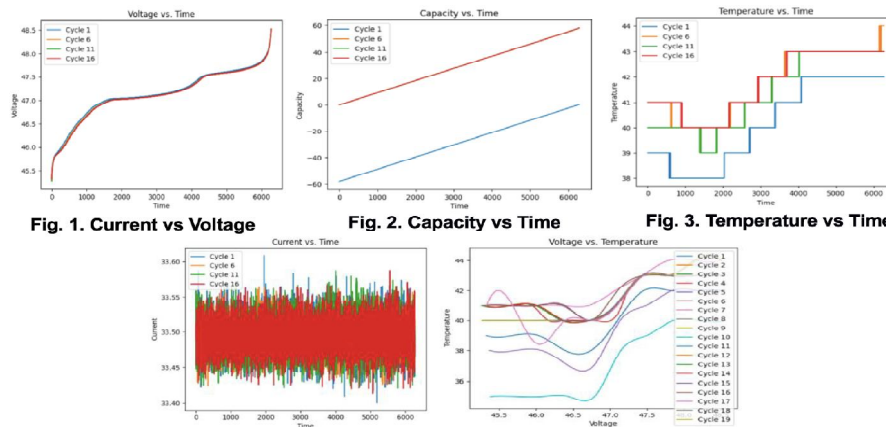 Voltage vs. Time
Cycle 1
Cycle 6
Cycle 11
Cycle 16
48.5
48.0
47.5
47.0
46.5
46.0
45.5
Voltage
0 1000 2000 3000 4000 5000 6000
Time
Fig. 1. Current vs Voltage
Capacity vs. Time
Cycle 1
Cycle 6
Cycle 11
Cycle 16
60
40
20
0
−20
−40
−60
Capacity
0 1000 2000 3000 4000 5000 6000
Time
Fig. 2. Capacity vs Time
Temperature vs. Time
Cycle 1
Cycle 6
Cycle 11
Cycle 16
44
43
42
41
40
39
38
Temperature
0 1000 2000 3000 4000 5000 6000
Time
Fig. 3. Temperature vs Time
Current vs. Time
Cycle 1
Cycle 6
Cycle 11
Cycle 16
33.60
33.55
33.50
33.45
33.40
Current
0 1000 2000 3000 4000 5000 6000
Time
Voltage vs. Temperature
Cycle 1
Cycle 2
Cycle 3
Cycle 4
Cycle 5
Cycle 6
Cycle 7
Cycle 8
Cycle 9
Cycle 10
Cycle 11
Cycle 12
Cycle 13
Cycle 14
Cycle 15
Cycle 16
Cycle 17
Cycle 18
Cycle 19
44
42
40
38
36
Temperature
45.5 46.0 46.5 47.0 47.5
Voltage